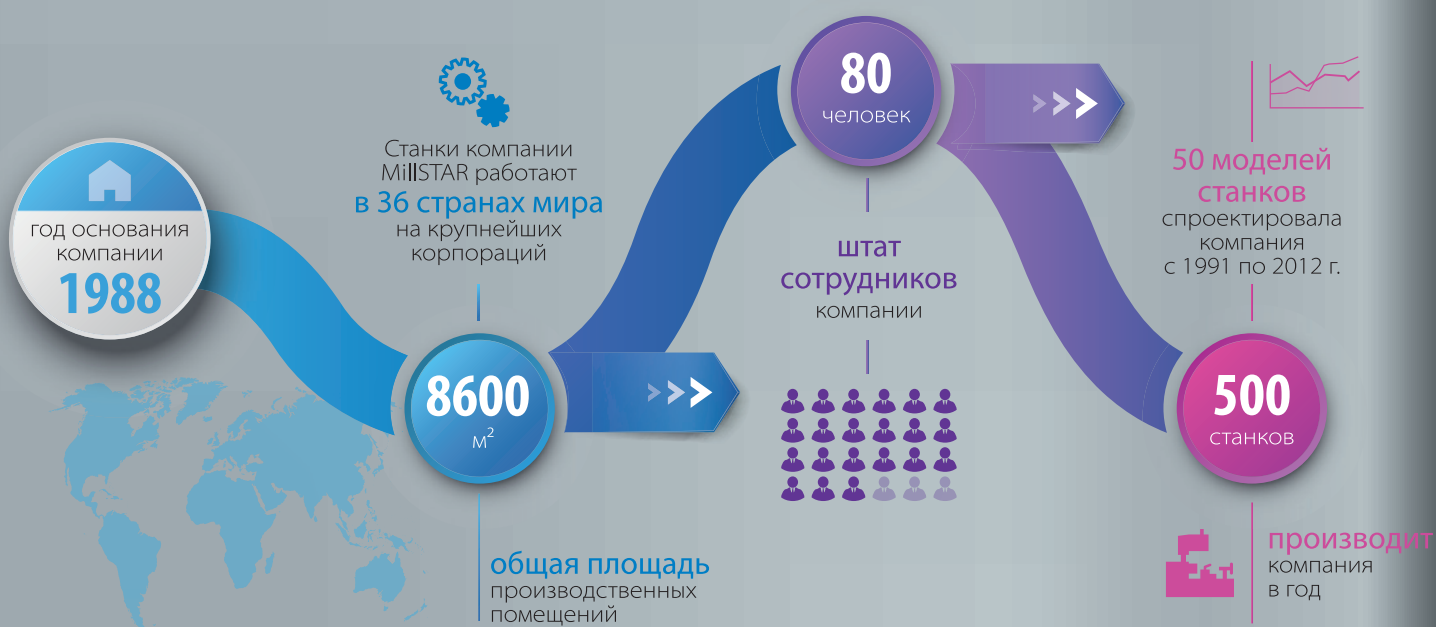 год основания
компании
1988
Станки компании
MillSTAR работают
в 36 странах мира
на крупнейших
корпораций
8600
м²
общая площадь
производственных
помещений
80
человек
штат
сотрудников
компании
50 моделей
станков
спроектировала
компания
с 1991 по 2012 г.
500
станков
производит
компания
в год